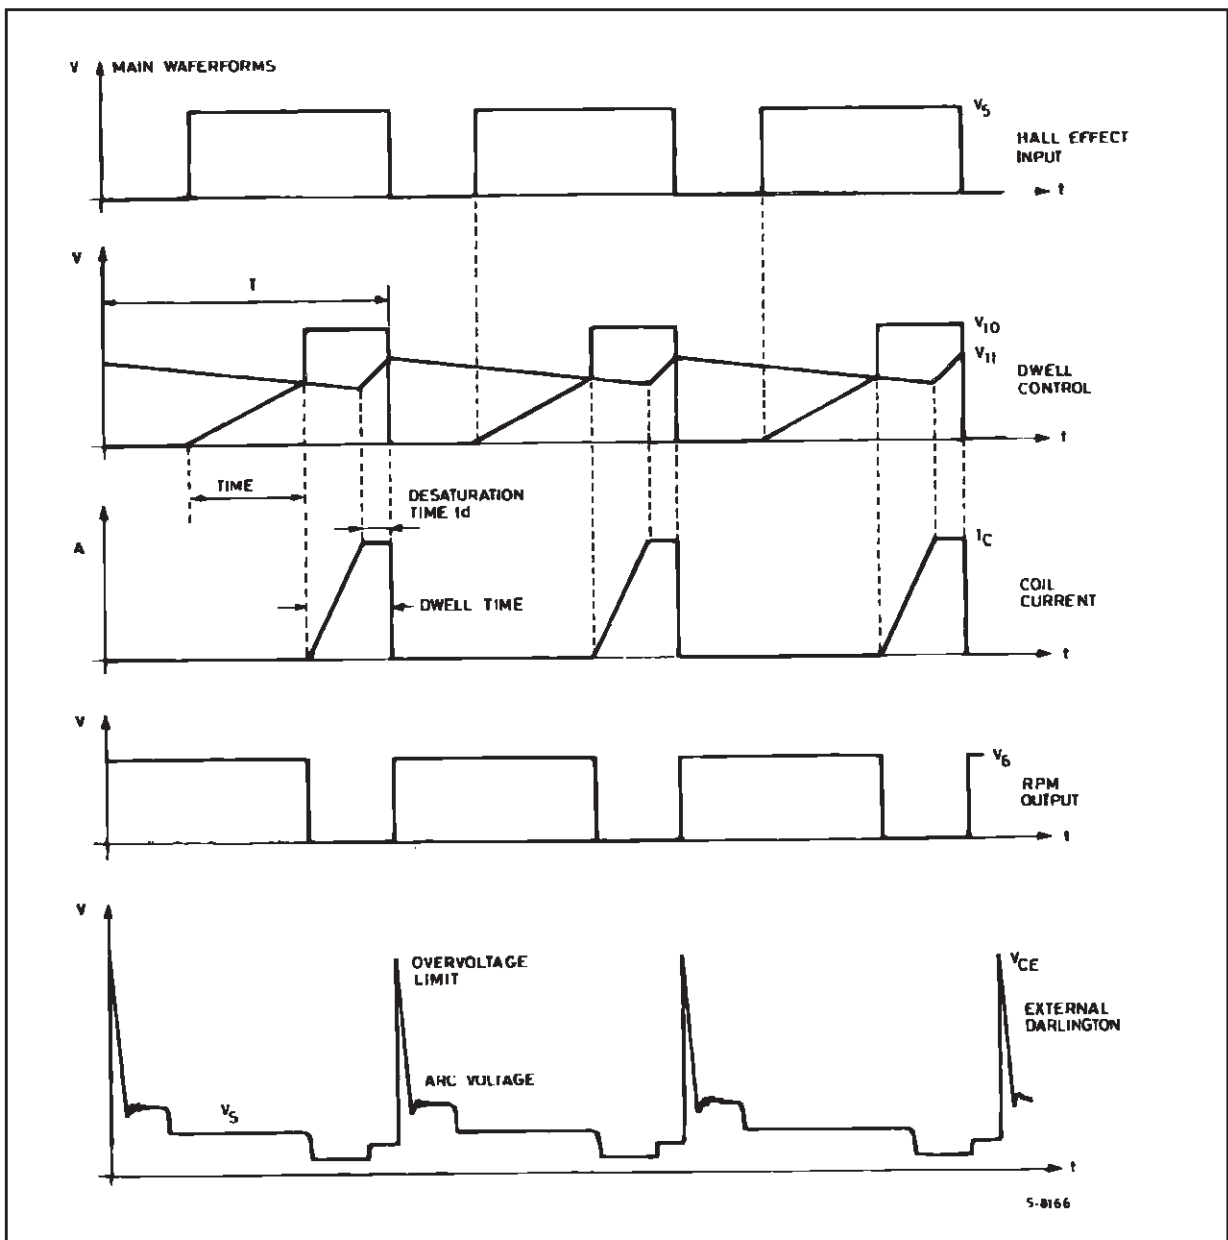 V MAIN WAFERFORMS
V5
HALL EFFECT
INPUT
t
V
T
V10
V11
DWELL
CONTROL
t
TIME
DESATURATION
TIME td
A
IC
DWELL TIME
COIL
CURRENT
t
V
V6
RPM
OUTPUT
t
V
OVERVOLTAGE
LIMIT
VCE
EXTERNAL
DARLINGTON
ARC VOLTAGE
VS
t
S-8166